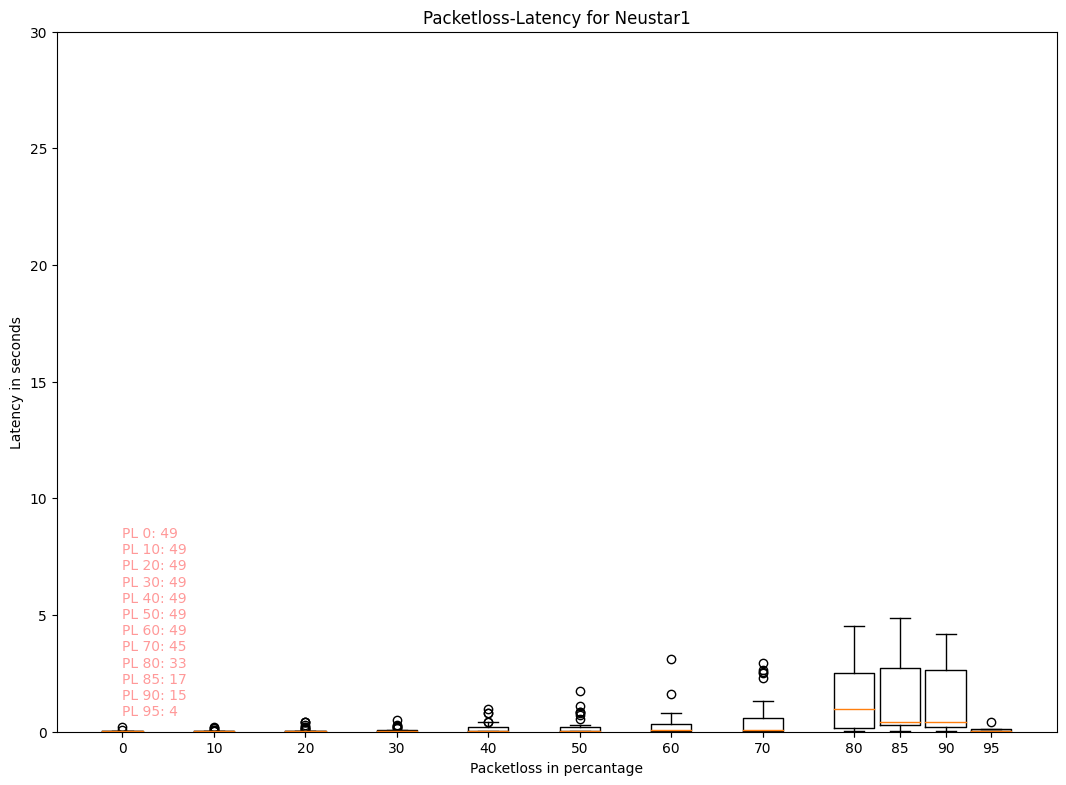 Packetloss-Latency for Neustar1
30
25
20
15
10
5
0
Latency in seconds
PL 0: 49
PL 10: 49
PL 20: 49
PL 30: 49
PL 40: 49
PL 50: 49
PL 60: 49
PL 70: 45
PL 80: 33
PL 85: 17
PL 90: 15
PL 95: 4
0 10 20 30 40 50 60 70 80 85 90 95
Packetloss in percantage